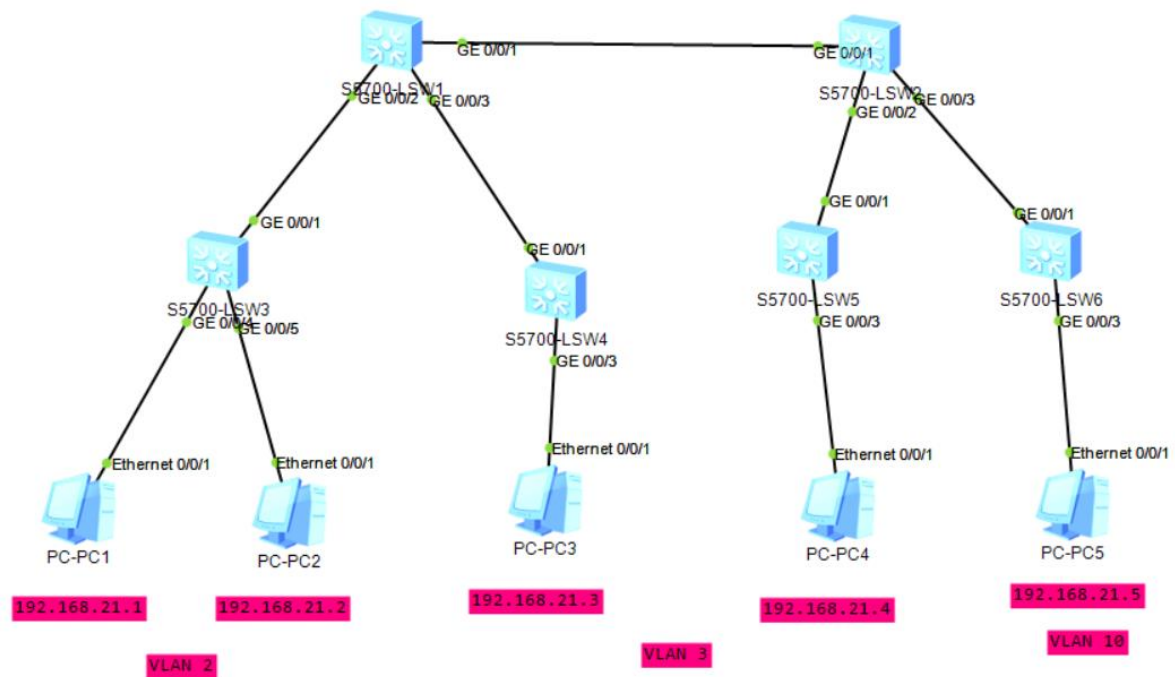 GE 0/0/1
GE 0/0/1
S5700-LSW1
S5700-LSW2
GE 0/0/2
GE 0/0/3
GE 0/0/2
GE 0/0/3
GE 0/0/1
GE 0/0/1
GE 0/0/1
GE 0/0/1
S5700-LSW3
S5700-LSW4
S5700-LSW5
S5700-LSW6
GE 0/0/4
GE 0/0/5
GE 0/0/3
GE 0/0/3
GE 0/0/3
Ethernet 0/0/1
Ethernet 0/0/1
Ethernet 0/0/1
Ethernet 0/0/1
Ethernet 0/0/1
PC-PC1
PC-PC2
PC-PC3
PC-PC4
PC-PC5
192.168.21.1
192.168.21.2
192.168.21.3
192.168.21.4
192.168.21.5
VLAN 2
VLAN 3
VLAN 10